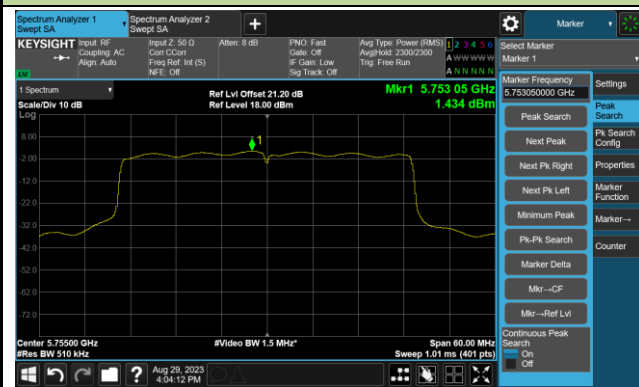 Spectrum Analyzer 1
Swept SA
Spectrum Analyzer 2
Swept SA
Marker
KEYSIGHT
Input: RF
Coupling: AC
Align: Auto
Input Z: 50 Ω
Corr CCorr
Freq Ref: Int (S)
NFE: Off
Atten: 8 dB
PNO: Fast
Gate: Off
IF Gain: Low
Sig Track: Off
Avg Type: Power (RMS)
Avg|Hold: 2300/2300
Trig: Free Run
1 2 3 4 5 6
A W W W W W
A N N N N N
Select Marker
Marker 1
1 Spectrum
Scale/Div 10 dB
Log
Ref Lvl Offset 21.20 dB
Ref Level 18.00 dBm
Mkr1 5.753 05 GHz
1.434 dBm
1
8.00
-2.00
-12.0
-22.0
-32.0
-42.0
-52.0
-62.0
-72.0
Center 5.75500 GHz
#Res BW 510 kHz
#Video BW 1.5 MHz*
Span 60.00 MHz
Sweep 1.01 ms (401 pts)
Marker Frequency
5.753050000 GHz
Peak Search
Next Peak
Next Pk Right
Next Pk Left
Minimum Peak
Pk-Pk Search
Marker Delta
Mkr→CF
Mkr→Ref Lvl
Continuous Peak
Search
On
Off
Settings
Peak
Search
Pk Search
Config
Properties
Marker
Function
Marker→
Counter
?
Aug 29, 2023
4:04:12 PM